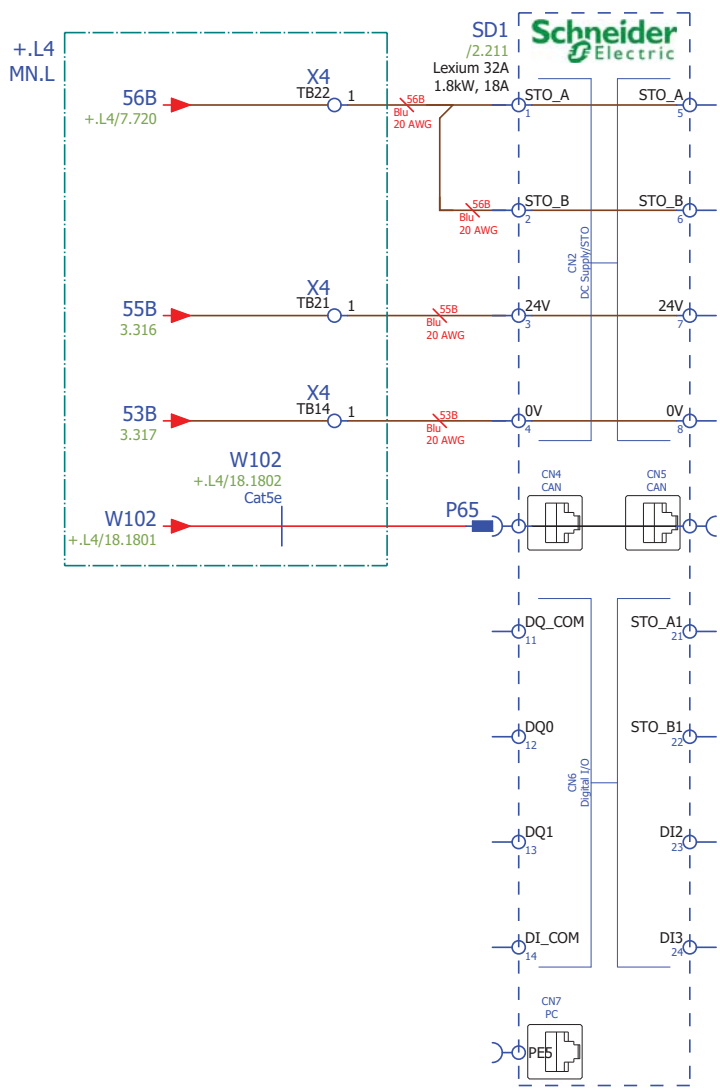 +.L4
MN.L
SD1
/2.211
Lexium 32A
1.8kW, 18A
Schneider
Electric
56B
+.L4/7.720
X4
TB22
1
56B
Blu
20 AWG
STO_A
1
STO_A
5
56B
Blu
20 AWG
STO_B
2
STO_B
6
CN2
DC Supply/STO
55B
3.316
X4
TB21
1
55B
Blu
20 AWG
24V
3
24V
7
53B
3.317
X4
TB14
1
53B
Blu
20 AWG
0V
4
0V
8
W102
+.L4/18.1802
Cat5e
W102
+.L4/18.1801
P65
CN4
CAN
CN5
CAN
DQ_COM
11
STO_A1
21
DQ0
12
STO_B1
22
CN6
Digital I/O
DQ1
13
DI2
23
DI_COM
14
DI3
24
CN7
PC
PE5